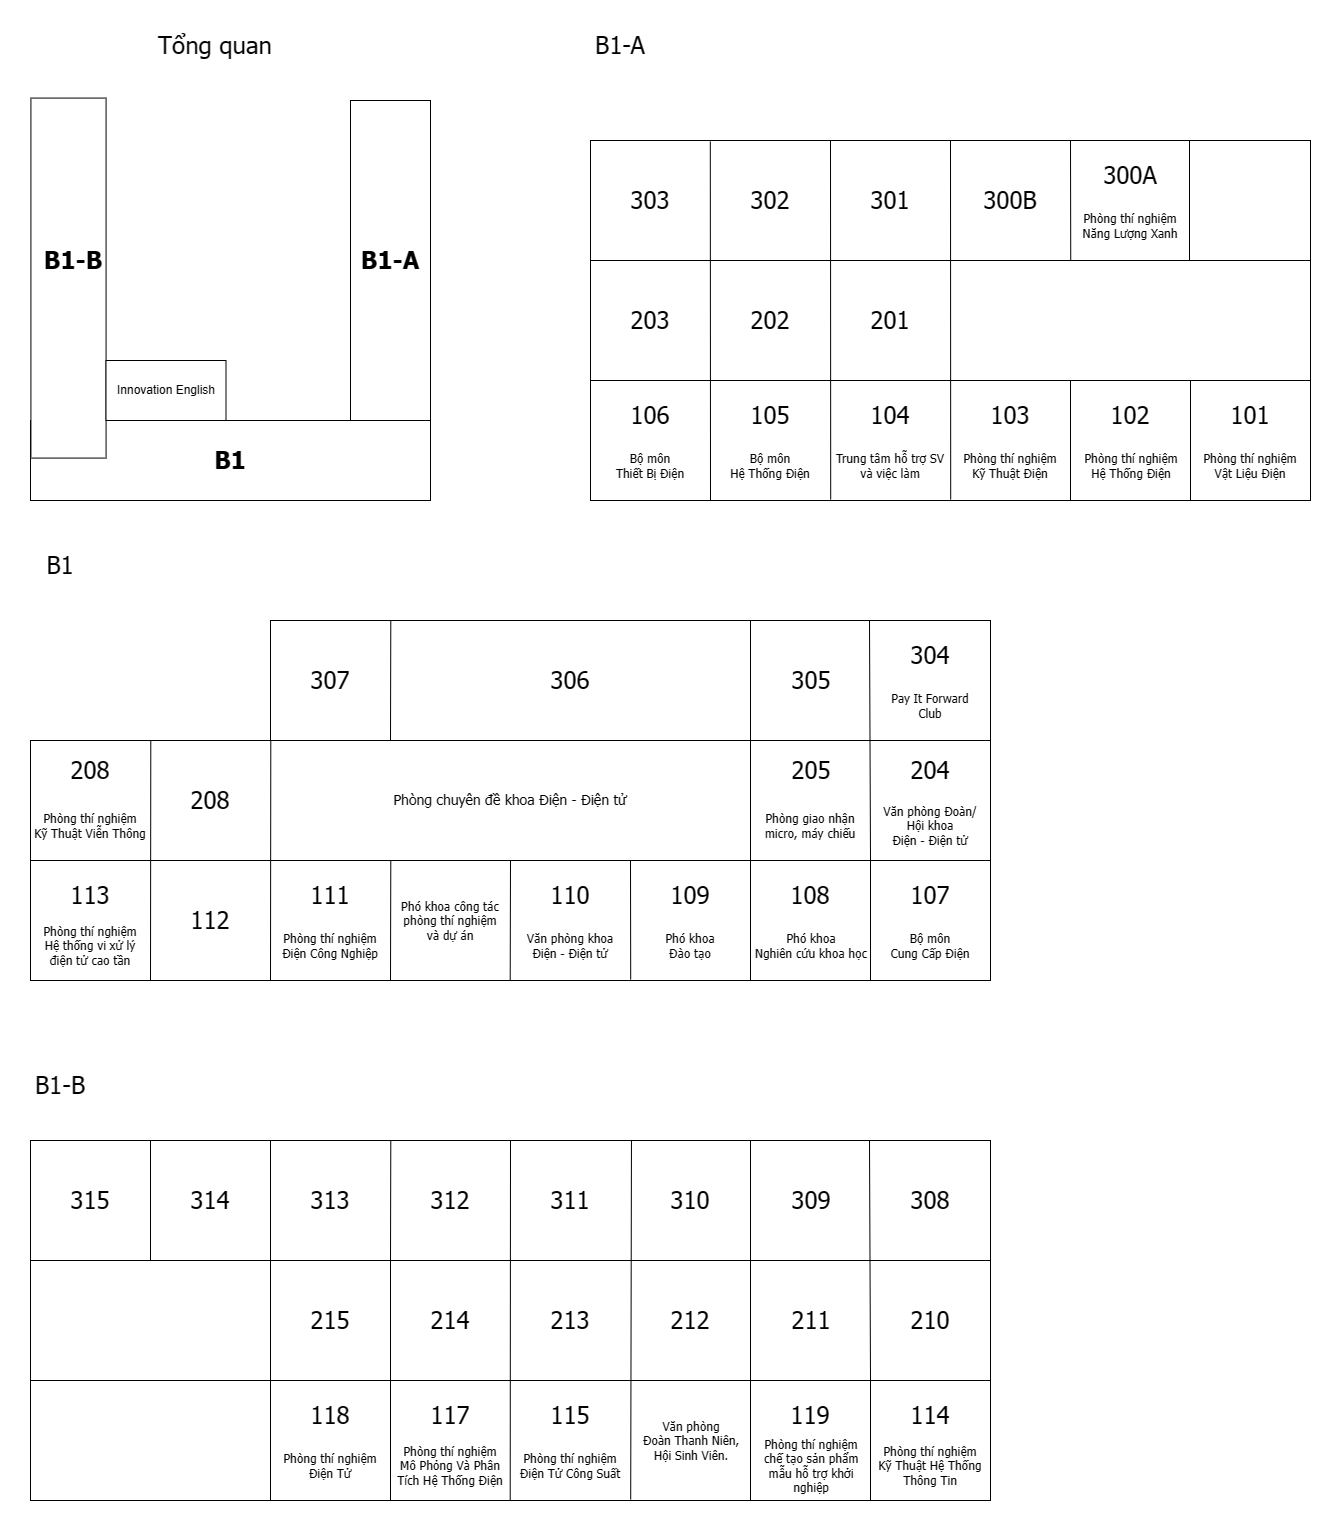 Tổng quan
B1-B
B1-A
Innovation English
B1
B1-A
303
302
301
300B
300A
Phòng thí nghiệm
Năng Lượng Xanh
203
202
201
106
Bộ môn
Thiết Bị Điện
105
Bộ môn
Hệ Thống Điện
104
Trung tâm hỗ trợ SV
và việc làm
103
Phòng thí nghiệm
Kỹ Thuật Điện
102
Phòng thí nghiệm
Hệ Thống Điện
101
Phòng thí nghiệm
Vật Liệu Điện
B1
307
306
305
304
Pay It Forward
Club
208
Phòng thí nghiệm
Kỹ Thuật Viễn Thông
208
Phòng chuyên đề khoa Điện - Điện tử
205
Phòng giao nhận
micro, máy chiếu
204
Văn phòng Đoàn/
Hội khoa
Điện - Điện tử
113
Phòng thí nghiệm
Hệ thống vi xử lý
điện tử cao tần
112
111
Phòng thí nghiệm
Điện Công Nghiệp
Phó khoa công tác
phòng thí nghiệm
và dự án
110
Văn phòng khoa
Điện - Điện tử
109
Phó khoa
Đào tạo
108
Phó khoa
Nghiên cứu khoa học
107
Bộ môn
Cung Cấp Điện
B1-B
315
314
313
312
311
310
309
308
215
214
213
212
211
210
118
Phòng thí nghiệm
Điện Tử
117
Phòng thí nghiệm
Mô Phỏng Và Phân
Tích Hệ Thống Điện
115
Phòng thí nghiệm
Điện Tử Công Suất
Văn phòng
Đoàn Thanh Niên,
Hội Sinh Viên.
119
Phòng thí nghiệm
chế tạo sản phẩm
mẫu hỗ trợ khởi
nghiệp
114
Phòng thí nghiệm
Kỹ Thuật Hệ Thống
Thông Tin